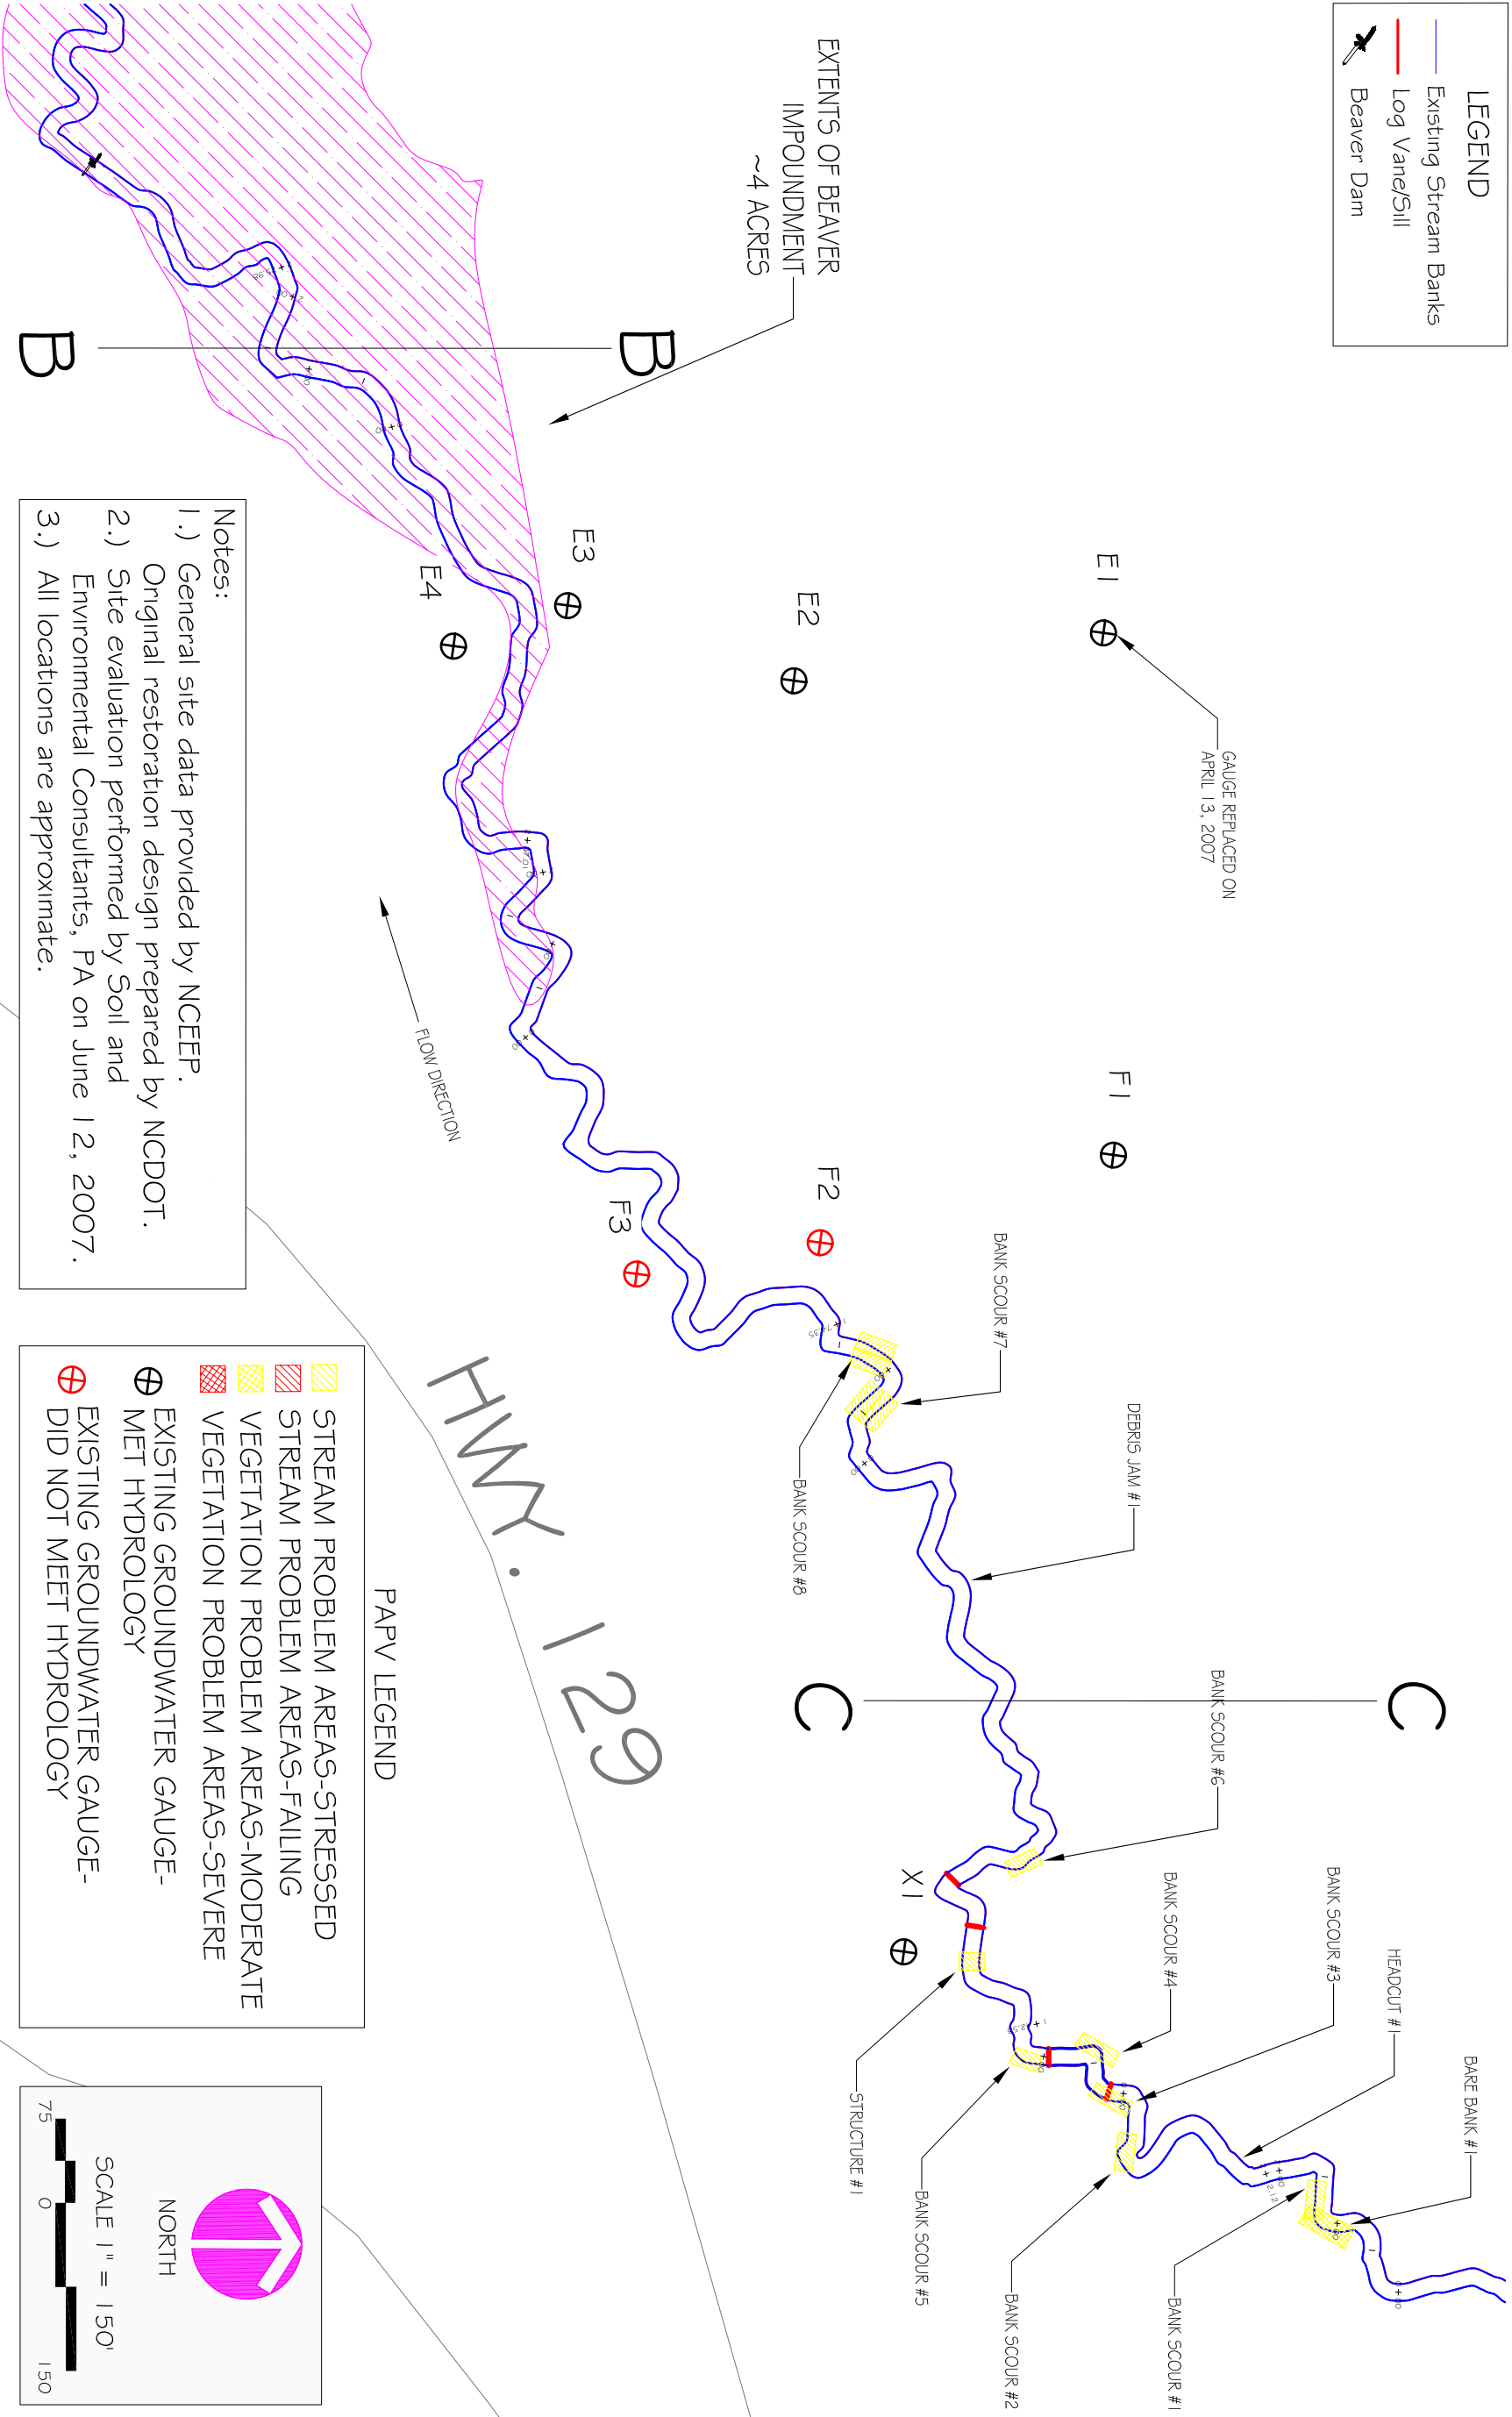 LEGEND
Existing Stream Banks
Log Vane/Sill
Beaver Dam
EXTENTS OF BEAVER
IMPOUNDMENT
~4 ACRES
B
B
E1
E2
E3
E4
GAUGE REPLACED ON
APRIL 13, 2007
FLOW DIRECTION
F1
F2
F3
BANK SCOUR #7
BANK SCOUR #8
DEBRIS JAM #1
C
C
BANK SCOUR #6
X1
STRUCTURE #1
BANK SCOUR #4
BANK SCOUR #3
HEADCUT #1
BARE BANK #1
BANK SCOUR #5
BANK SCOUR #2
BANK SCOUR #1
HWY. 129
Notes:
1.) General site data provided by NCEEP.
Original restoration design prepared by NCDOT.
2.) Site evaluation performed by Soil and
Environmental Consultants, PA on June 12, 2007.
3.) All locations are approximate.
PAPV LEGEND
STREAM PROBLEM AREAS-STRESSED
STREAM PROBLEM AREAS-FAILING
VEGETATION PROBLEM AREAS-MODERATE
VEGETATION PROBLEM AREAS-SEVERE
EXISTING GROUNDWATER GAUGE-
MET HYDROLOGY
EXISTING GROUNDWATER GAUGE-
DID NOT MEET HYDROLOGY
NORTH
SCALE 1" = 150'
75 0 150